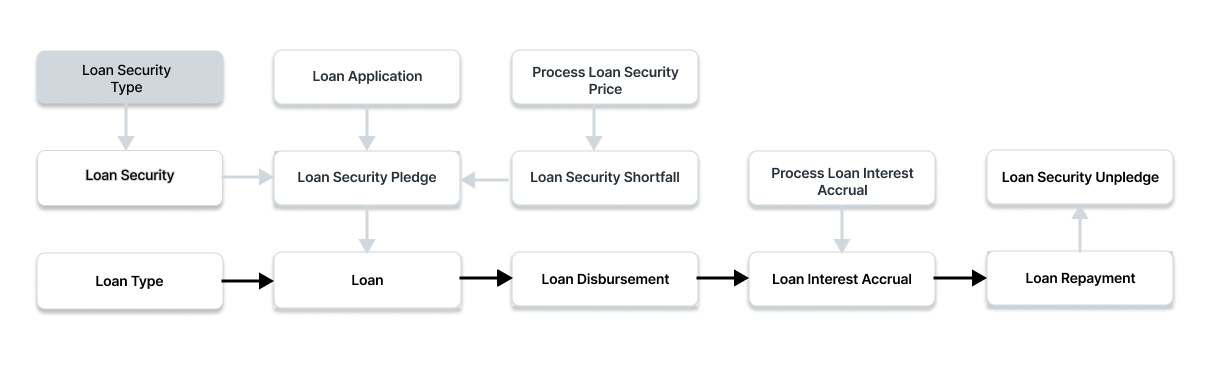 Loan Security
Type
Loan Application
Process Loan Security
Price
Loan Security
Loan Security Pledge
Loan Security Shortfall
Process Loan Interest
Accrual
Loan Security Unpledge
Loan Type
Loan
Loan Disbursement
Loan Interest Accrual
Loan Repayment